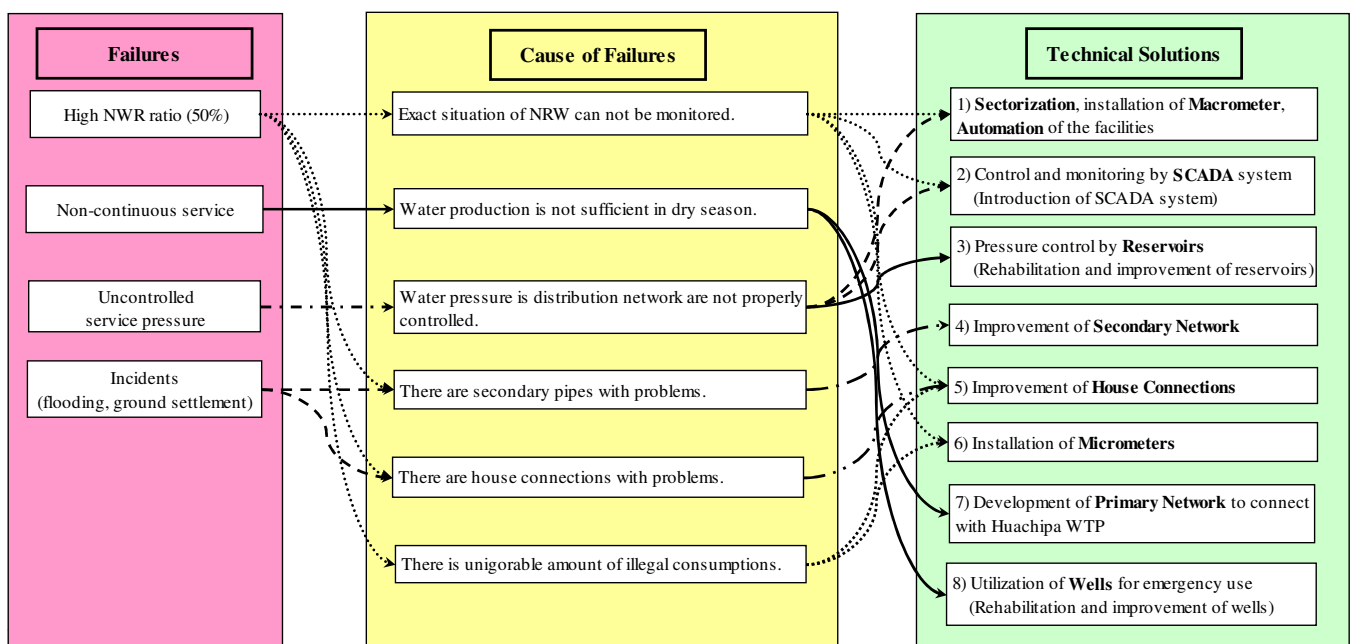 Failures
High NWR ratio (50%)
Non-continuous service
Uncontrolled
service pressure
Incidents
(flooding, ground settlement)
Cause of Failures
Exact situation of NRW can not be monitored.
Water production is not sufficient in dry season.
Water pressure is distribution network are not properly
controlled.
There are secondary pipes with problems.
There are house connections with problems.
There is unigorable amount of illegal consumptions.
Technical Solutions
1) Sectorization, installation of Macrometer,
Automation of the facilities
2) Control and monitoring by SCADA system
(Introduction of SCADA system)
3) Pressure control by Reservoirs
(Rehabilitation and improvement of reservoirs)
4) Improvement of Secondary Network
5) Improvement of House Connections
6) Installation of Micrometers
7) Development of Primary Network to connect
with Huachipa WTP
8) Utilization of Wells for emergency use
(Rehabilitation and improvement of wells)